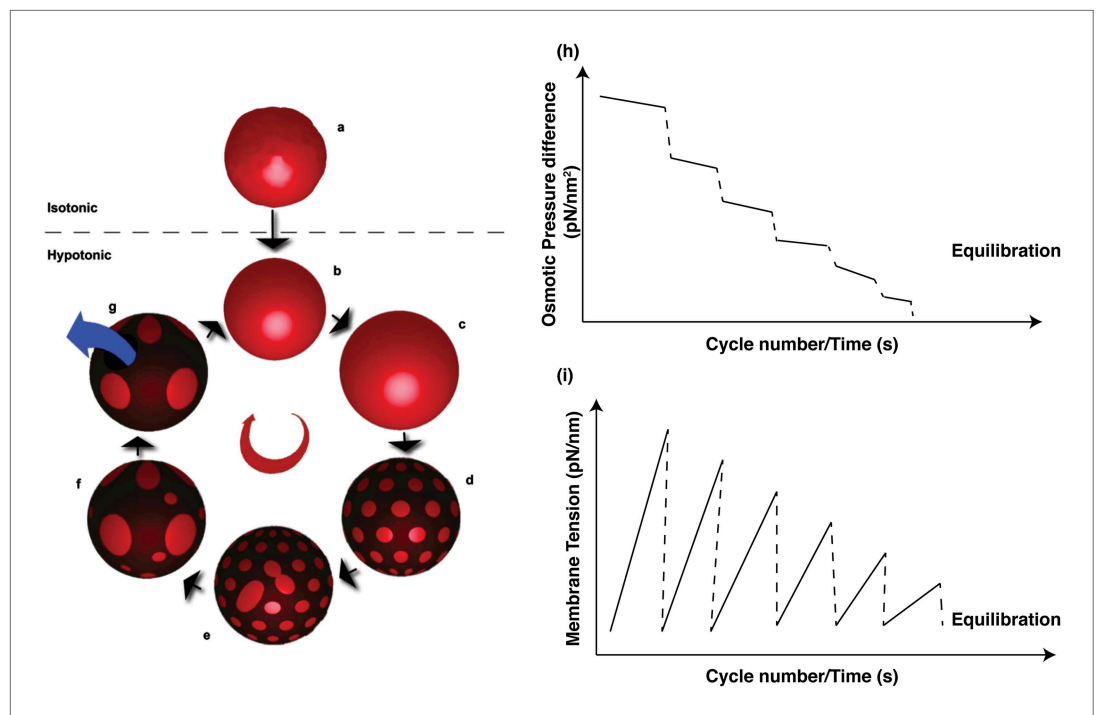 a
Isotonic
Hypotonic
b
c
d
e
f
g
(h)
Osmotic Pressure difference
(pN/nm²)
Equilibration
Cycle number/Time (s)
(i)
Membrane Tension (pN/nm)
Equilibration
Cycle number/Time (s)